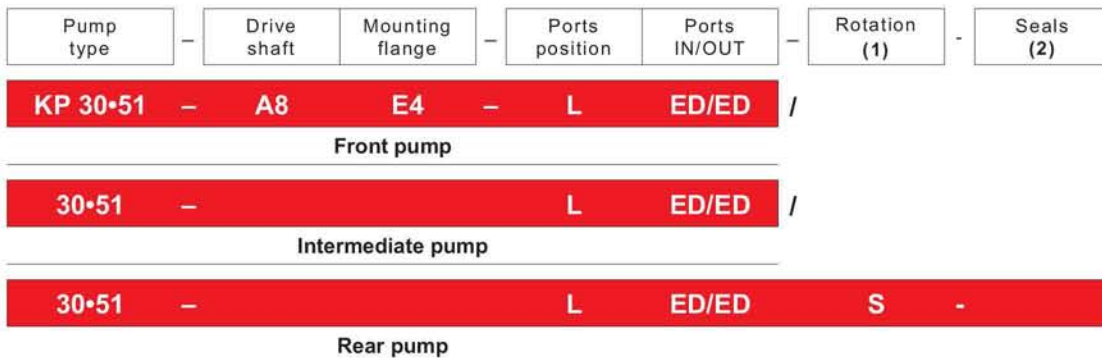 Pump type – Drive shaft Mounting flange – Ports position Ports IN/OUT – Rotation (1) - Seals (2)
KP 30•51 – A8 E4 – L ED/ED /
Front pump
30•51 – L ED/ED /
Intermediate pump
30•51 – L ED/ED S -
Rear pump